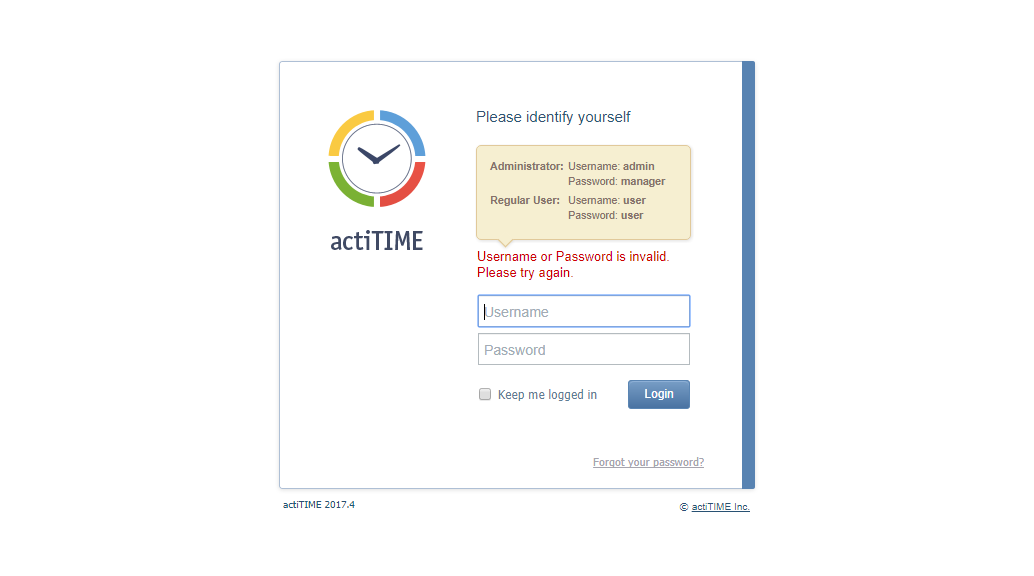 Please identify yourself
Administrator: Username: admin
Password: manager
Regular User: Username: user
Password: user
actiTIME
Username or Password is invalid.
Please try again.
Username
Password
Keep me logged in
Login
Forgot your password?
actiTIME 2017.4
© actiTIME Inc.